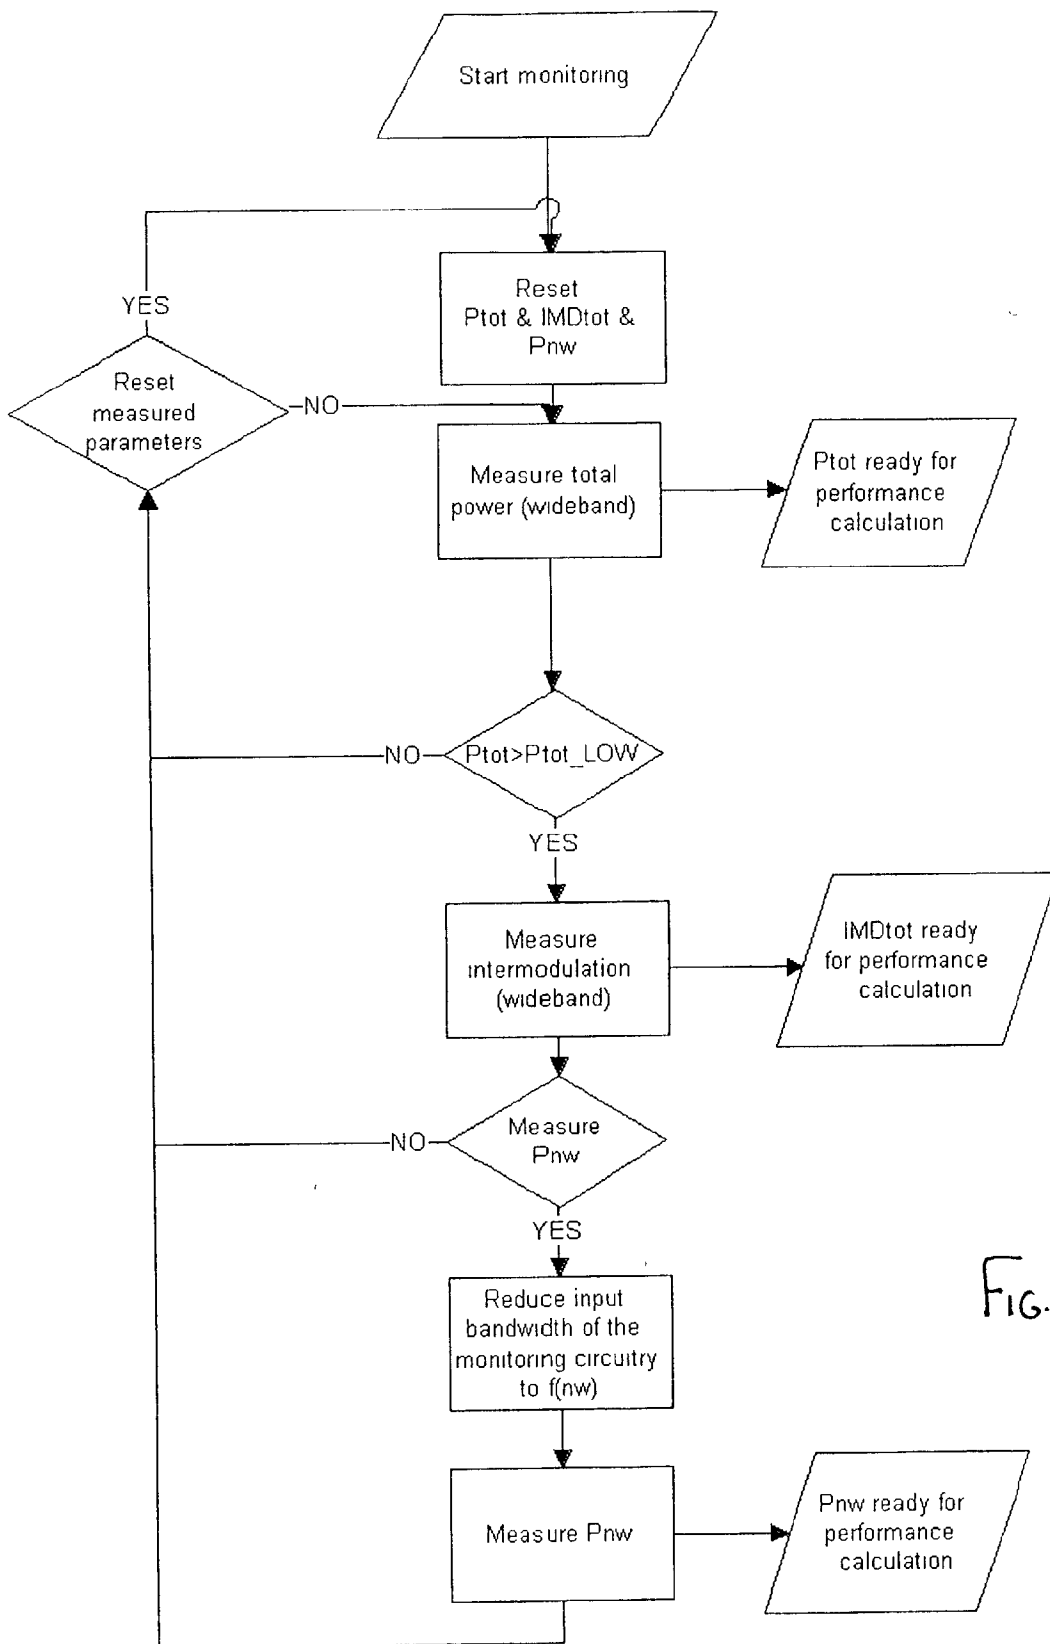 Start monitoring
YES
Reset
Ptot & IMDtot &
Pnw
Reset
measured
parameters
NO
Measure total
power (wideband)
Ptot ready for
performance
calculation
NO
Ptot>Ptot_LOW
YES
Measure
intermodulation
(wideband)
IMDtot ready
for performance
calculation
NO
Measure
Pnw
YES
Reduce input
bandwidth of the
monitoring circuitry
to f(nw)
FIG.
Measure Pnw
Pnw ready for
performance
calculation